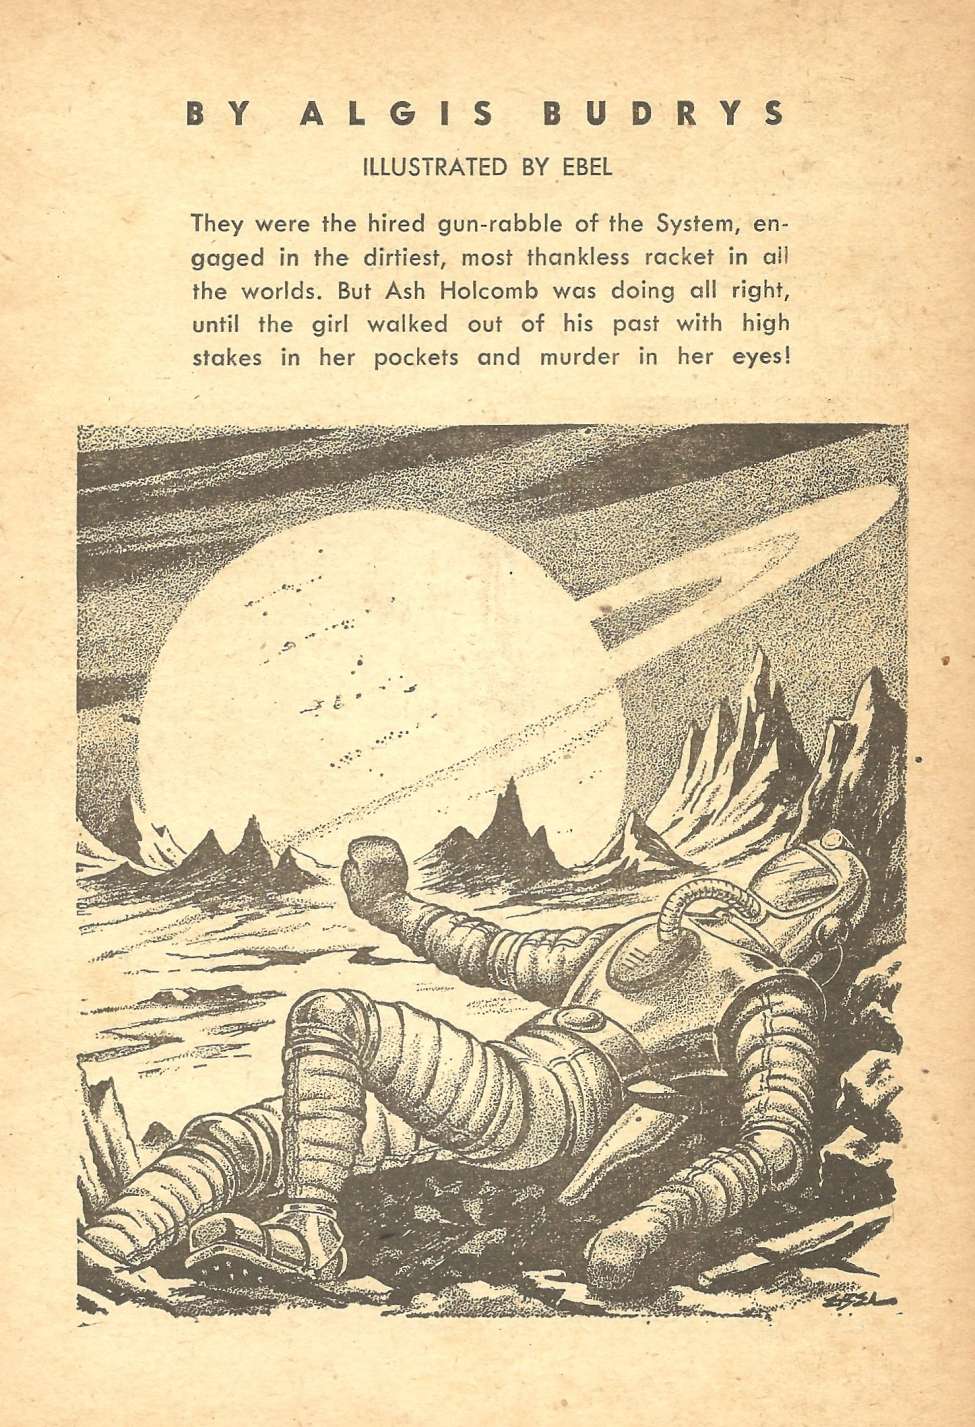 BY ALGIS BUDRYS
ILLUSTRATED BY EBEL
They were the hired gun-rabble of the System, en-
gaged in the dirtiest, most thankless racket in all
the worlds. But Ash Holcomb was doing all right,
until the girl walked out of his past with high
stakes in her pockets and murder in her eyes!
EBEL